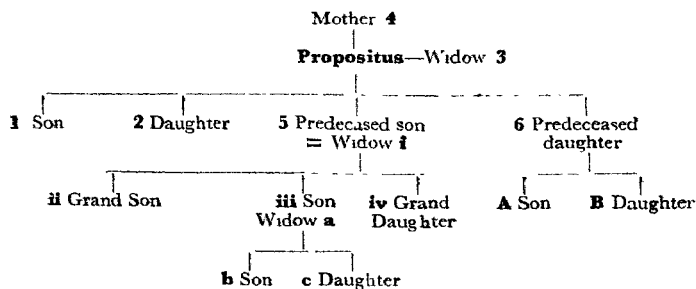 Mother 4
Propositus—Widow 3
1 Son 2 Daughter 5 Predecased son 6 Predeceased
= Widow i daughter
ii Grand Son iii Son iv Grand A Son B Daughter
Widow a Daughter
b Son c Daughter